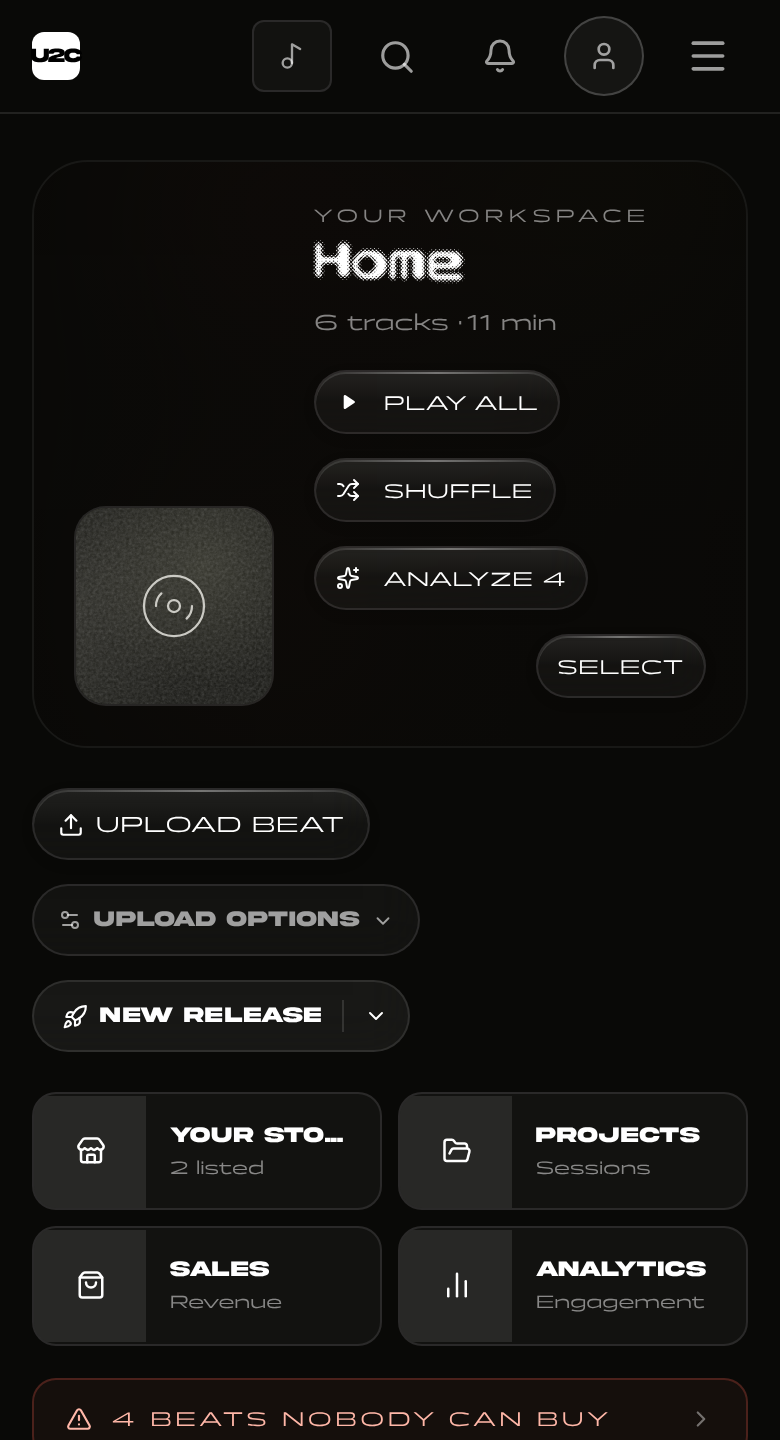 U2C
YOUR WORKSPACE
Home
6 tracks · 11 min
PLAY ALL
SHUFFLE
ANALYZE 4
SELECT
UPLOAD BEAT
UPLOAD OPTIONS
NEW RELEASE
YOUR STO...
2 listed
PROJECTS
Sessions
SALES
Revenue
ANALYTICS
Engagement
4 BEATS NOBODY CAN BUY